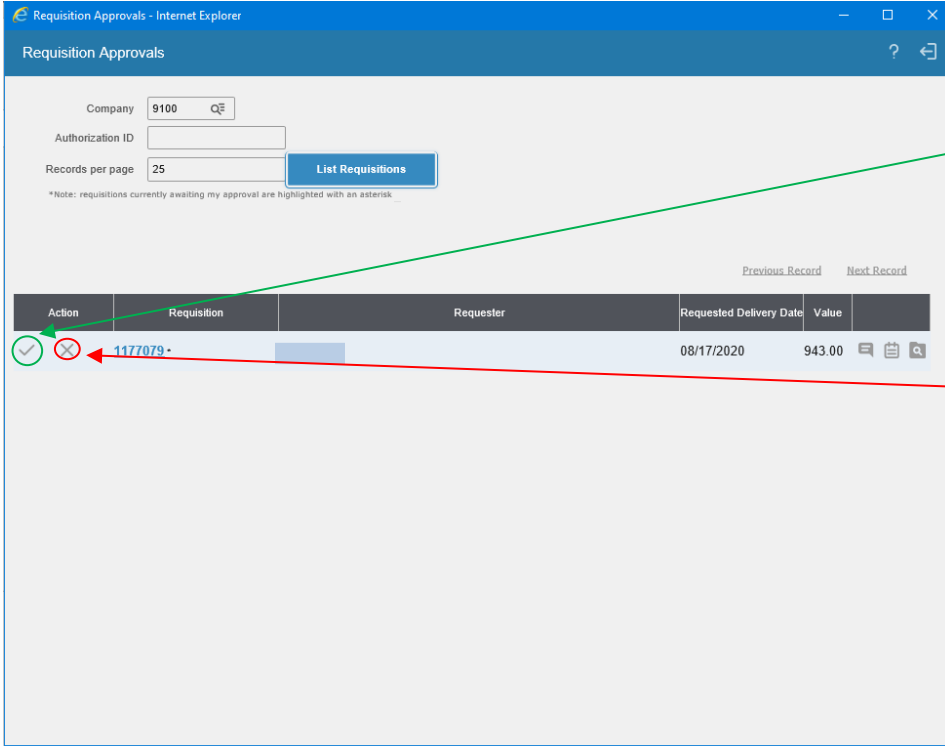 Requisition Approvals - Internet Explorer
Requisition Approvals
?
Company 9100
Authorization ID
Records per page 25 List Requisitions
*Note: requisitions currently awaiting my approval are highlighted with an asterisk
Previous Record Next Record
Action Requisition Requester Requested Delivery Date Value
1177079 * 08/17/2020 943.00